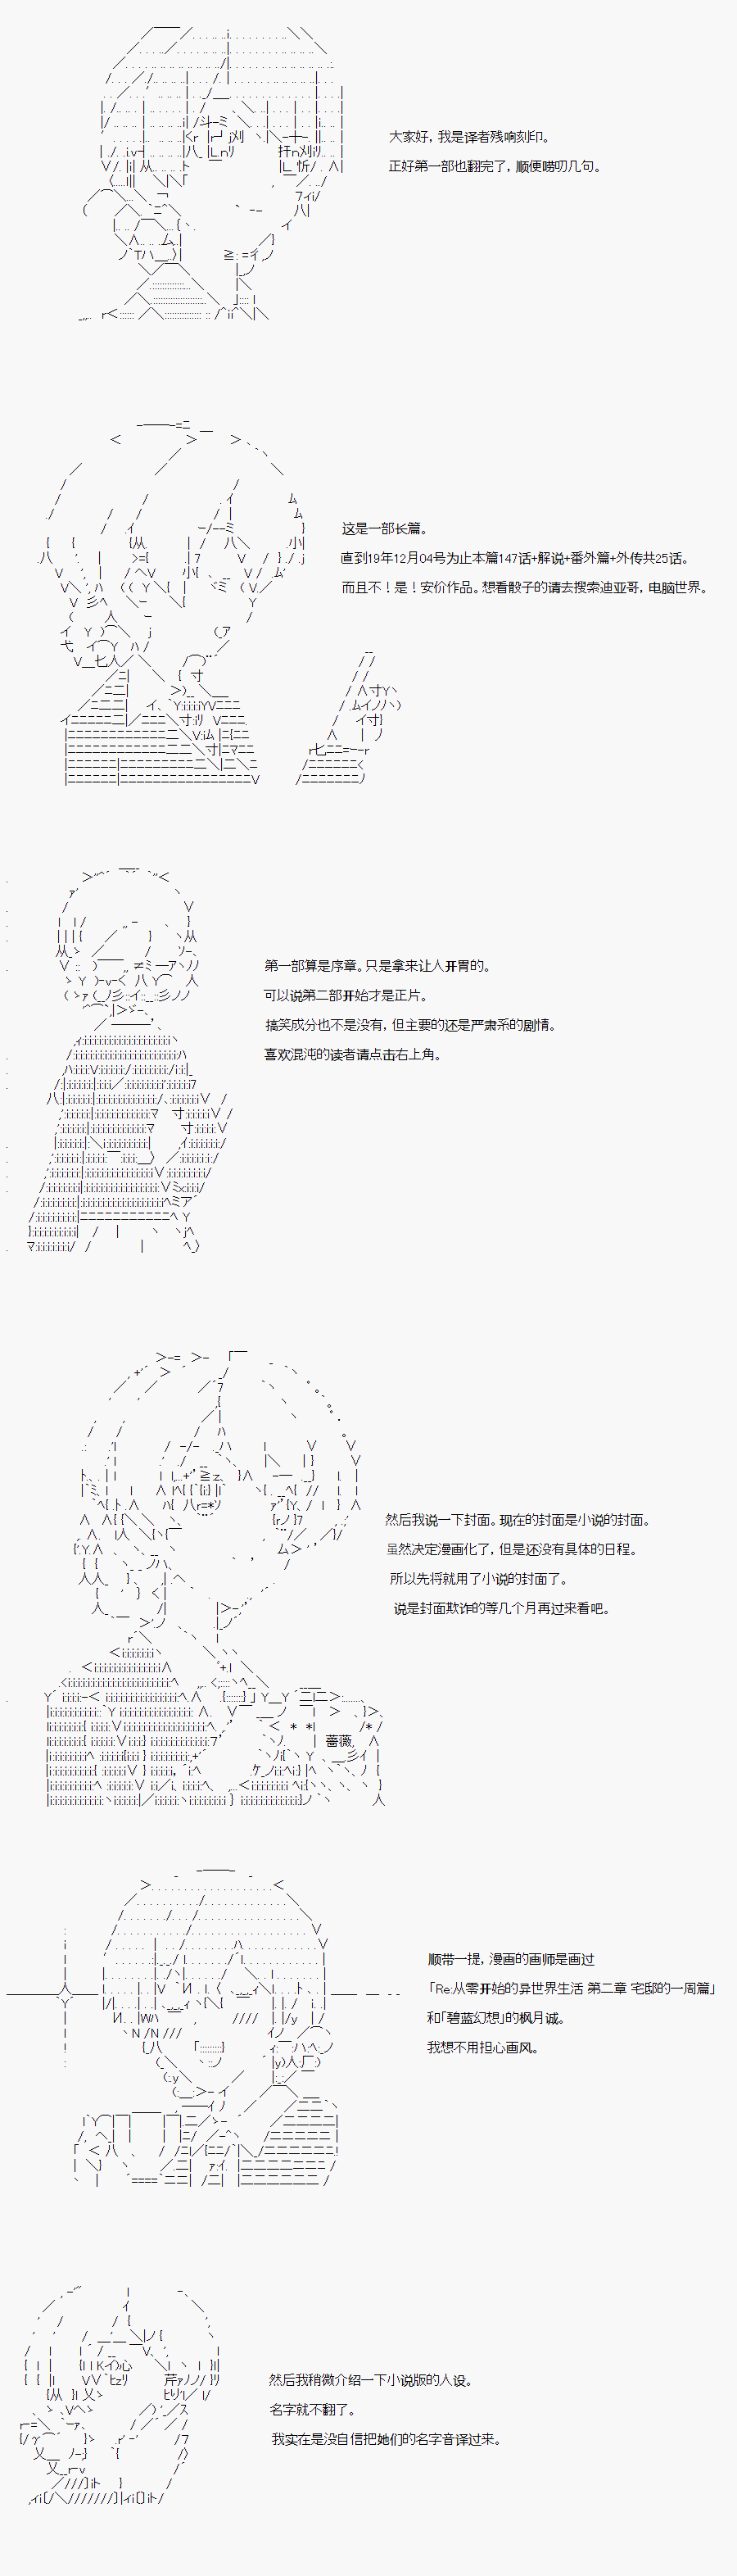 大家好，我是译者残响刻印。
正好第一部也翻完了，顺便唠叨几句。
这是一部长篇。
直到19年12月04号为止本篇147话+解说+番外篇+外传共25话。
而且不！是！安价作品。想看骰子的请去搜索迪亚哥，电脑世界。
第一部算是序章。只是拿来让人开胃的。
可以说第二部开始才是正片。
搞笑成分也不是没有，但主要的还是严肃系的剧情。
喜欢混沌的读者请点击右上角。
然后我说一下封面。现在的封面是小说的封面。
虽然决定漫画化了，但是还没有具体的日程。
所以先将就用了小说的封面了。
说是封面欺诈的等几个月再过来看吧。
蔷薇，
顺带一提，漫画的画师是画过
「Re:从零开始的异世界生活 第二章 宅邸的一周篇」
和「碧蓝幻想」的枫月诚。
我想不用担心画风。
然后我稍微介绍一下小说版的人设。
名字就不翻了。
我实在是没自信把她们的名字音译过来。